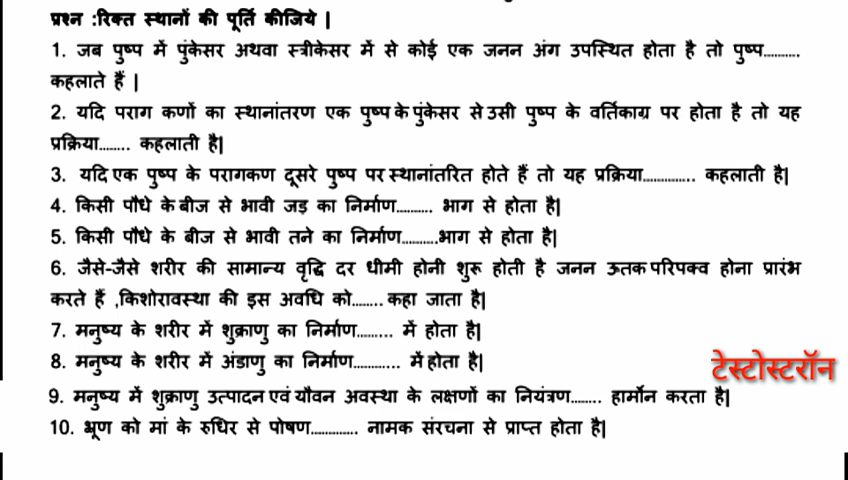 प्रश्न :रिक्त स्थानों की पूर्ति कीजिये |
1. जब पुष्प में पुंकेसर अथवा स्त्रीकेसर में से कोई एक जनन अंग उपस्थित होता है तो पुष्प..........
कहलाते हैं |
2. यदि पराग कणों का स्थानांतरण एक पुष्प के पुंकेसर से उसी पुष्प के वर्तिकाग्र पर होता है तो यह
प्रक्रिया........ कहलाती है|
3. यदि एक पुष्प के परागकण दूसरे पुष्प पर स्थानांतरित होते हैं तो यह प्रक्रिया.............. कहलाती है|
4. किसी पौधे के बीज से भावी जड़ का निर्माण.......... भाग से होता है|
5. किसी पौधे के बीज से भावी तने का निर्माण..........भाग से होता है|
6. जैसे-जैसे शरीर की सामान्य वृद्धि दर धीमी होनी शुरू होती है जनन ऊतक परिपक्व होना प्रारंभ
करते हैं ,किशोरावस्था की इस अवधि को........ कहा जाता है|
7. मनुष्य के शरीर में शुक्राणु का निर्माण.......... में होता है|
8. मनुष्य के शरीर में अंडाणु का निर्माण............. में होता है|
टेस्टोस्टरॉन
9. मनुष्य में शुक्राणु उत्पादन एवं यौवन अवस्था के लक्षणों का नियंत्रण........ हार्मोन करता है|
10. भ्रूण को मां के रुधिर से पोषण............. नामक संरचना से प्राप्त होता है|